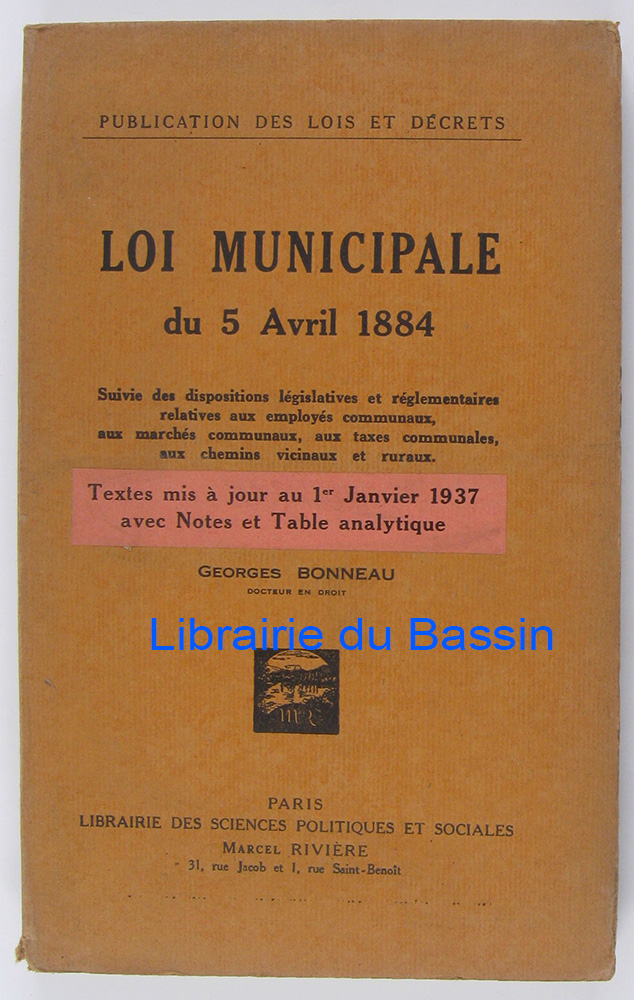 PUBLICATION DES LOIS ET DÉCRETS
LOI MUNICIPALE
du 5 Avril 1884
Suivie des dispositions législatives et réglementaires
relatives aux employés communaux,
aux marchés communaux, aux taxes communales,
aux chemins vicinaux et ruraux.
Textes mis à jour au 1er Janvier 1937
avec Notes et Table analytique
GEORGES BONNEAU
DOCTEUR EN DROIT
Librairie du Bassin
MR
PARIS
LIBRAIRIE DES SCIENCES POLITIQUES ET SOCIALES
MARCEL RIVIÈRE
31, rue Jacob et 1, rue Saint-Benoît